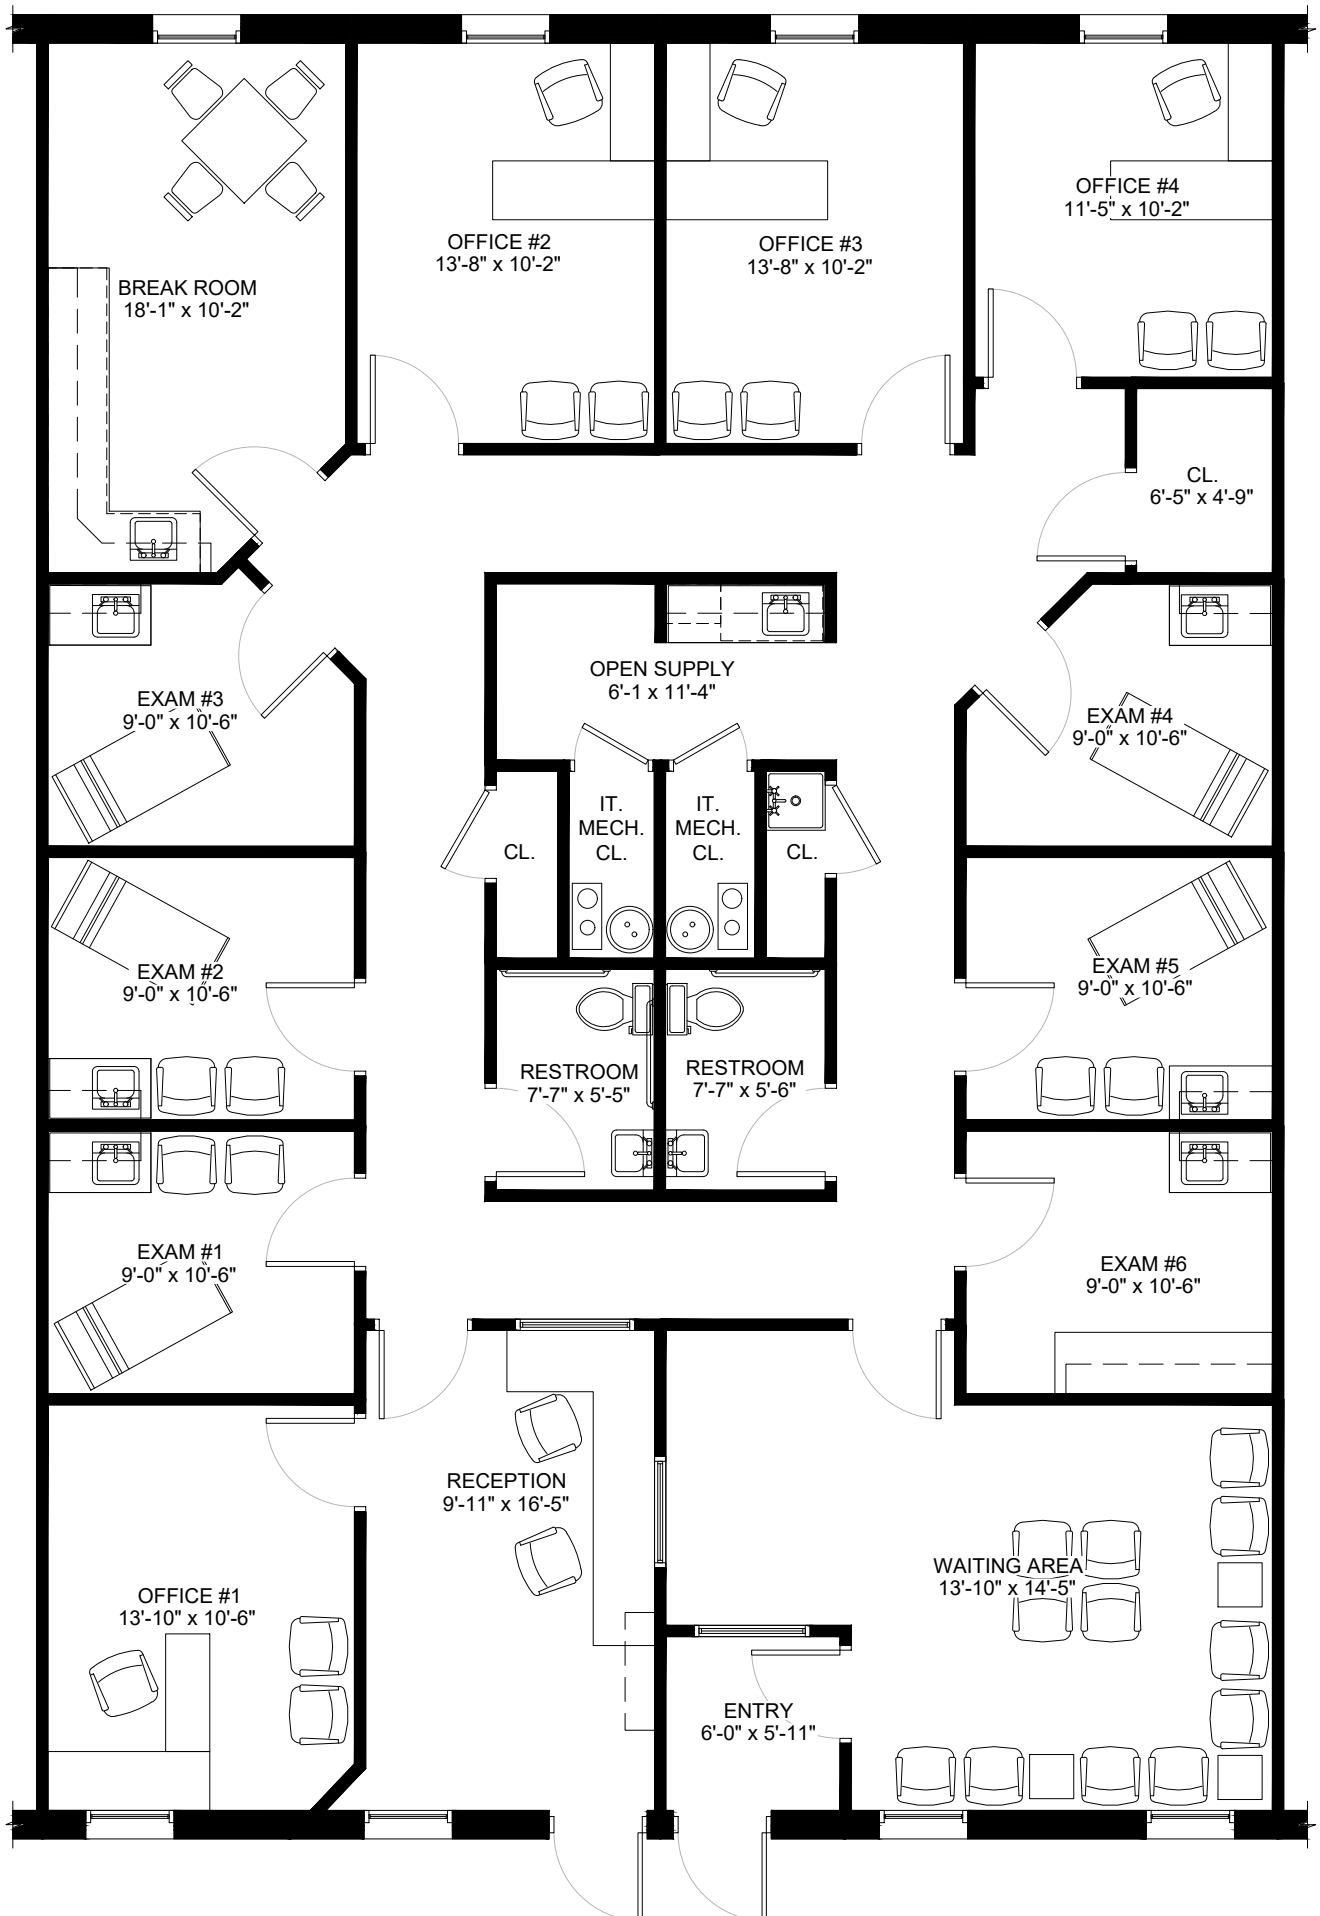 OFFICE #4
11'-5" x 10'-2"
OFFICE #2
13'-8" x 10'-2"
OFFICE #3
13'-8" x 10'-2"
BREAK ROOM
18'-1" x 10'-2"
CL.
6'-5" x 4'-9"
OPEN SUPPLY
6'-1 x 11'-4"
EXAM #3
9'-0" x 10'-6"
EXAM #4
9'-0" x 10'-6"
CL.
IT.
MECH.
CL.
IT.
MECH.
CL.
CL.
EXAM #2
9'-0" x 10'-6"
EXAM #5
9'-0" x 10'-6"
RESTROOM
7'-7" x 5'-5"
RESTROOM
7'-7" x 5'-6"
EXAM #1
9'-0" x 10'-6"
EXAM #6
9'-0" x 10'-6"
RECEPTION
9'-11" x 16'-5"
WAITING AREA
13'-10" x 14'-5"
OFFICE #1
13'-10" x 10'-6"
ENTRY
6'-0" x 5'-11"